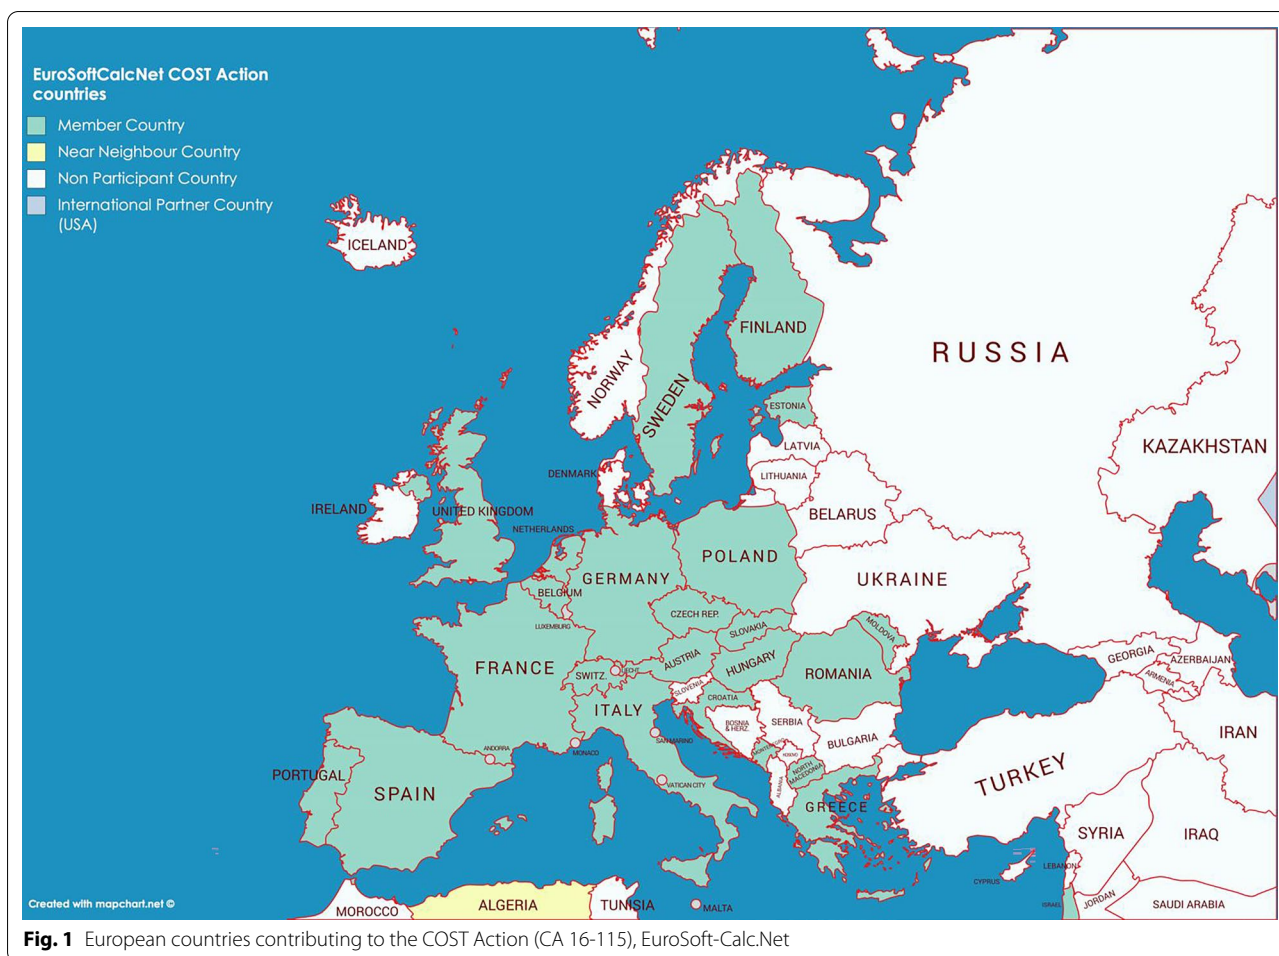 EuroSoftCalcNet COST Action
countries
Member Country
Near Neighbour Country
Non Participant Country
International Partner Country
(USA)
ICELAND
FINLAND
RUSSIA
NORWAY
SWEDEN
ESTONIA
LATVIA
KAZAKHSTAN
DENMARK
LITHUANIA
IRELAND
UNITED KINGDOM
BELARUS
NETHERLANDS
POLAND
GERMANY
UKRAINE
BELGIUM
CZECH REP.
LUXEMBURG
SLOVAKIA
MOLDOVA
FRANCE
AUSTRIA
HUNGARY
GEORGIA
AZERBAIJAN
SWITZ.
LIECHT.
ROMANIA
ARMENIA
SLOVENIA
CROATIA
ITALY
BOSNIA
& HERZ.
SERBIA
IRAN
SAN MARINO
BULGARIA
ANDORRA
MONACO
MONTENEGRO
KOSOVO
NORTH
MACEDONIA
TURKEY
PORTUGAL
SPAIN
VATICAN CITY
ALBANIA
GREECE
SYRIA
IRAQ
LEBANON
CYPRUS
MOROCCO
ALGERIA
TUNISIA
MALTA
ISRAEL
JORDAN
SAUDI ARABIA
Created with mapchart.net ©
Fig. 1 European countries contributing to the COST Action (CA 16-115), EuroSoft-Calc.Net